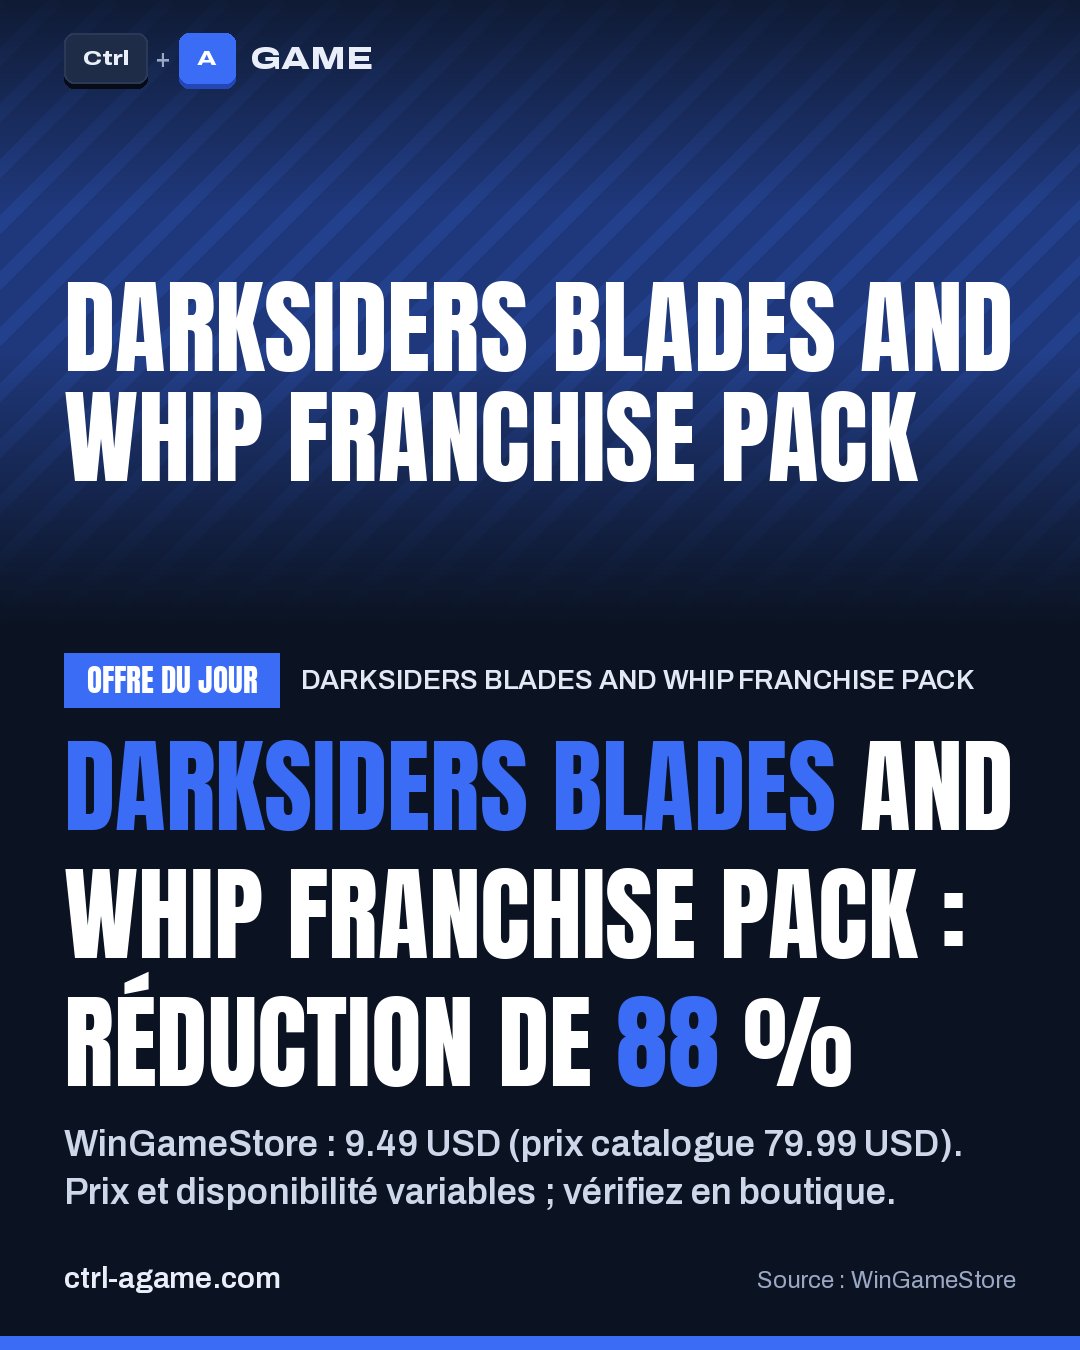 Ctrl + A GAME
DARKSIDERS BLADES AND
WHIP FRANCHISE PACK
OFFRE DU JOUR DARKSIDERS BLADES AND WHIP FRANCHISE PACK
DARKSIDERS BLADES AND
WHIP FRANCHISE PACK :
RÉDUCTION DE 88 %
WinGameStore : 9.49 USD (prix catalogue 79.99 USD).
Prix et disponibilité variables ; vérifiez en boutique.
ctrl-agame.com Source : WinGameStore